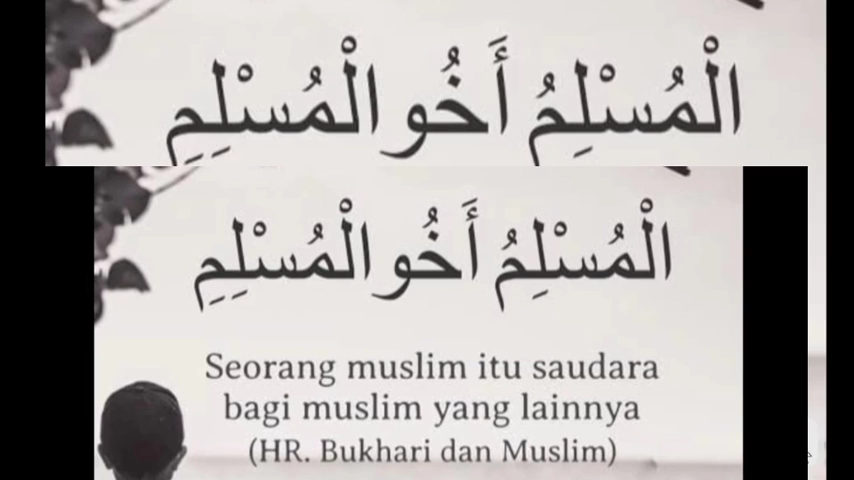 الْمُسْلِمُ أَخُو الْمُسْلِمِ
الْمُسْلِمُ أَخُو الْمُسْلِمِ
Seorang muslim itu saudara
bagi muslim yang lainnya
(HR. Bukhari dan Muslim)